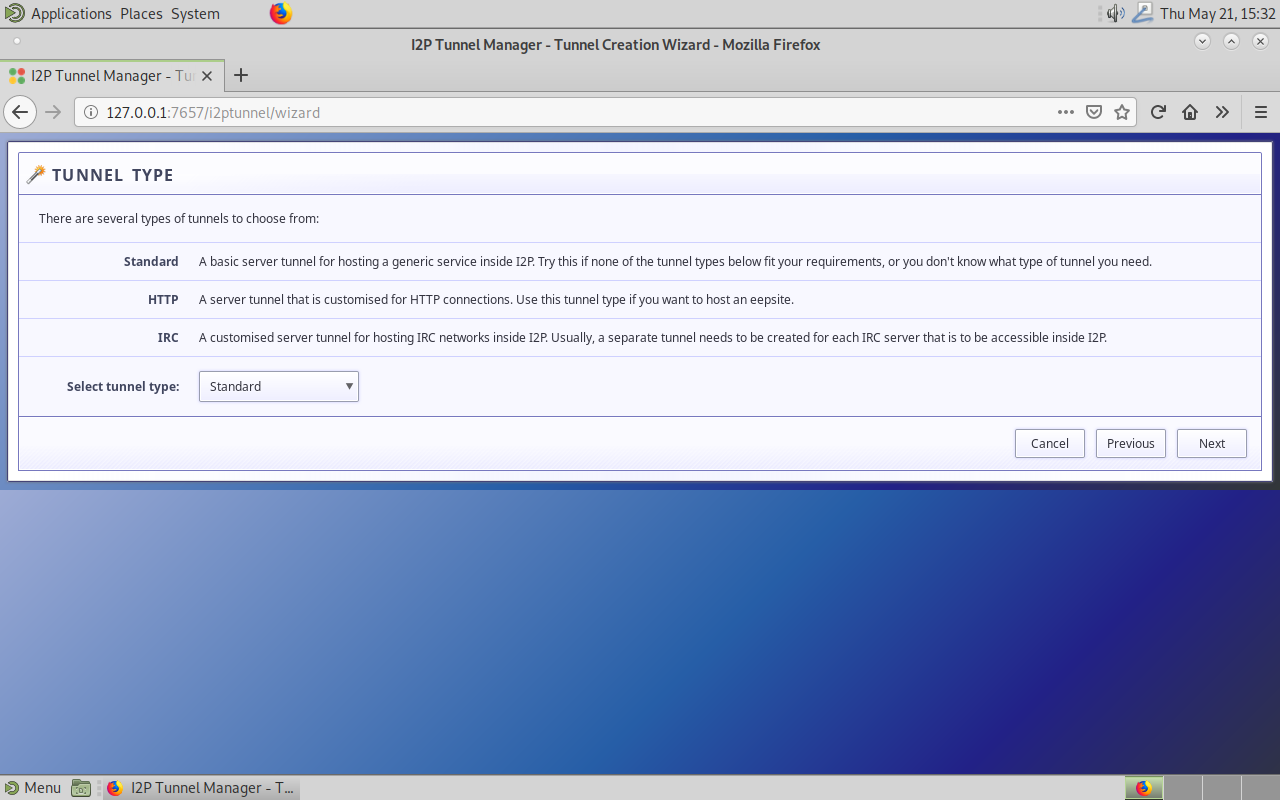 Applications Places System
Thu May 21, 15:32
I2P Tunnel Manager - Tunnel Creation Wizard - Mozilla Firefox
I2P Tunnel Manager - Tu
127.0.0.1:7657/i2ptunnel/wizard
TUNNEL TYPE
There are several types of tunnels to choose from:
Standard A basic server tunnel for hosting a generic service inside I2P. Try this if none of the tunnel types below fit your requirements, or you don't know what type of tunnel you need.
HTTP A server tunnel that is customised for HTTP connections. Use this tunnel type if you want to host an eepsite.
IRC A customised server tunnel for hosting IRC networks inside I2P. Usually, a separate tunnel needs to be created for each IRC server that is to be accessible inside I2P.
Select tunnel type: Standard
Cancel Previous Next
Menu I2P Tunnel Manager - T...